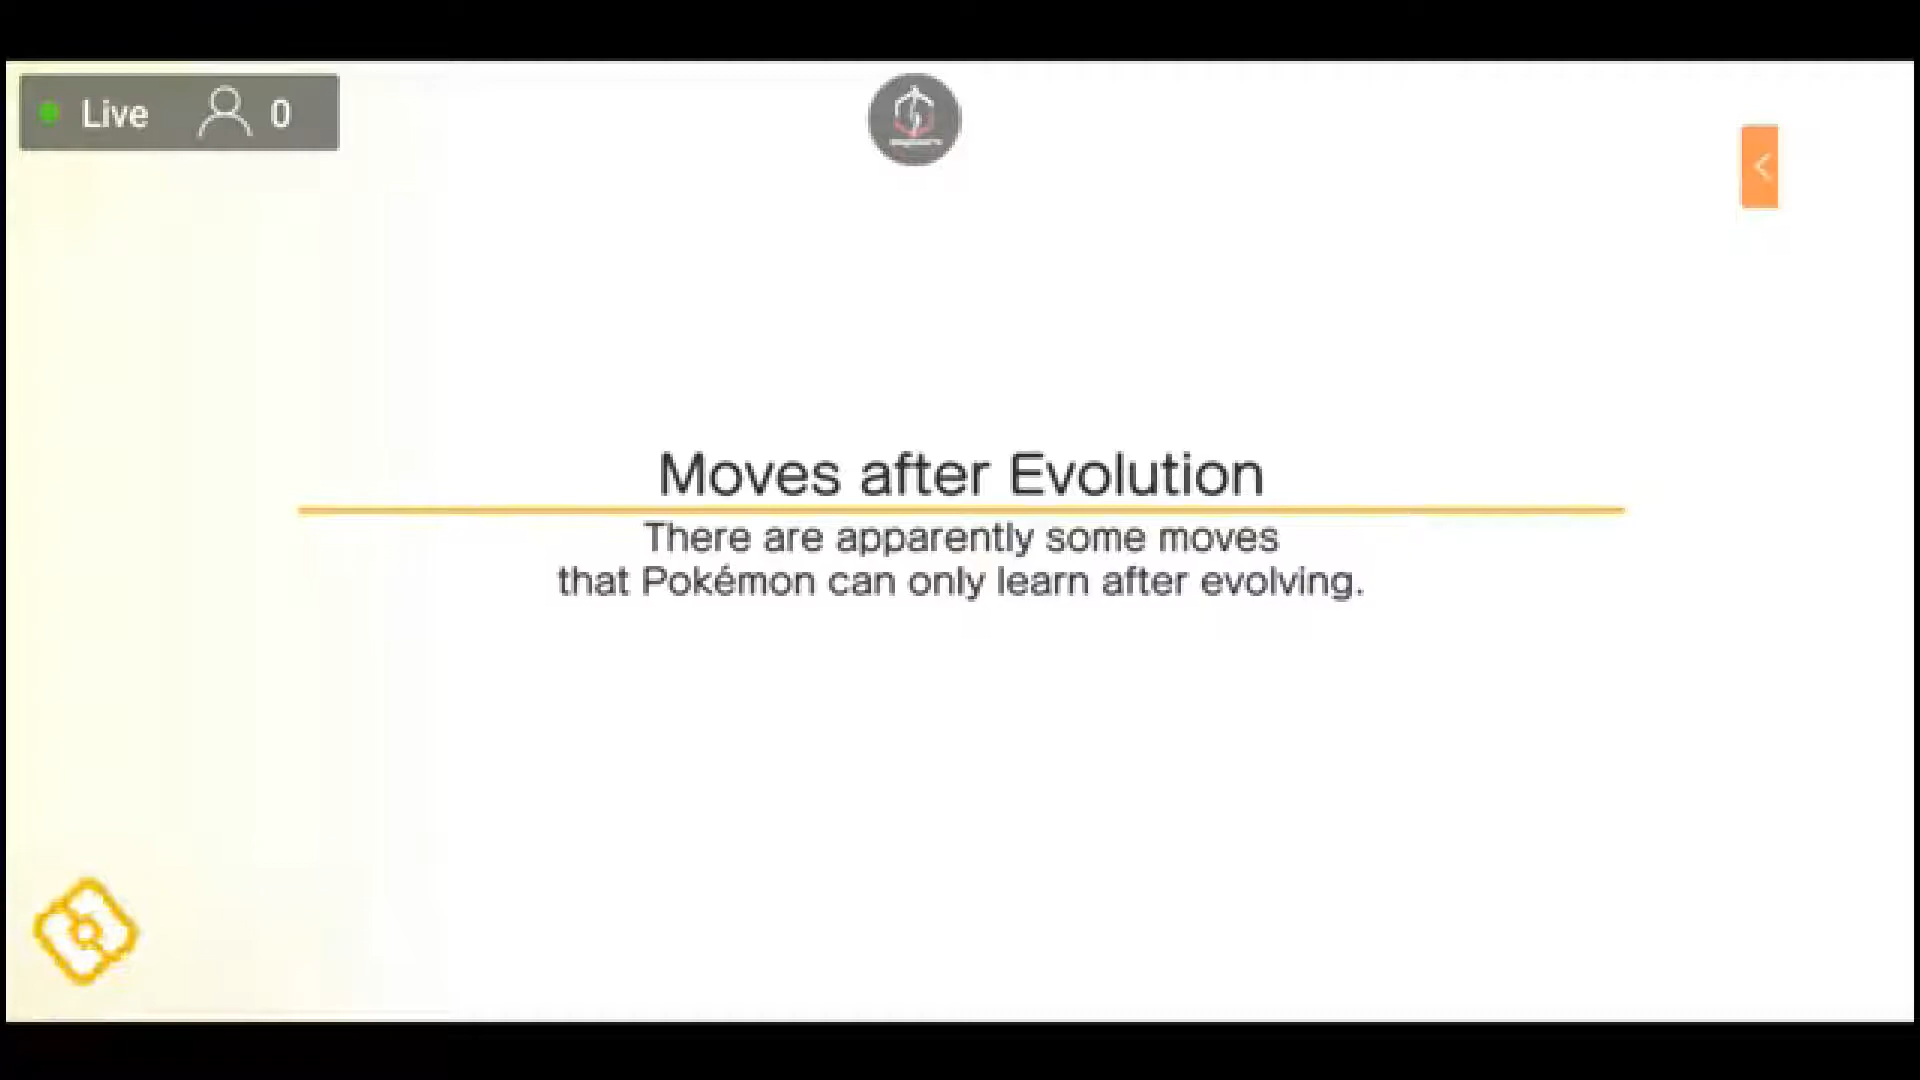 Live 0
Moves after Evolution
There are apparently some moves
that Pokémon can only learn after evolving.